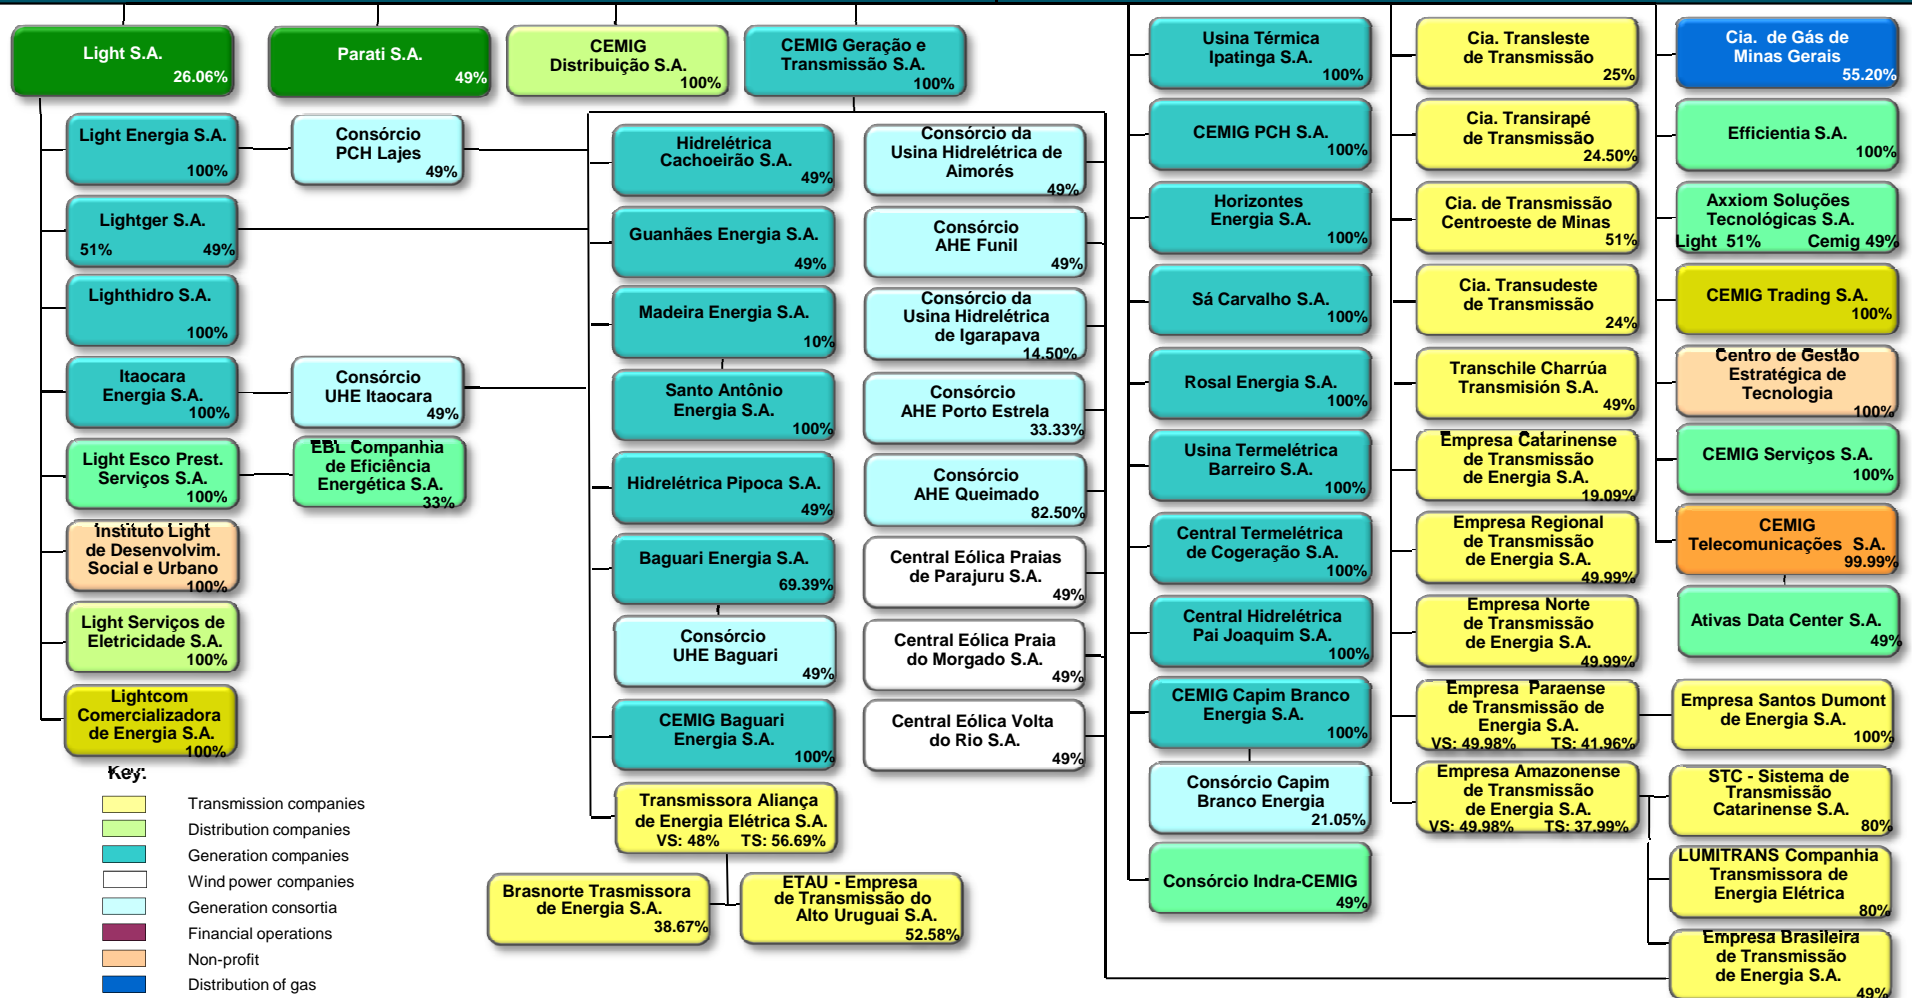 Light S.A.
26.06%
Parati S.A.
49%
CEMIG
Distribuição S.A.
100%
CEMIG Geração e
Transmissão S.A.
100%
Light Energia S.A.
100%
Consórcio
PCH Lajes
49%
Lightger S.A.
51% 49%
Lighthidro S.A.
100%
Itaocara
Energia S.A.
100%
Consórcio
UHE Itaocara
49%
Light Esco Prest.
Serviços S.A.
100%
EBL Companhia
de Eficiência
Energética S.A.
33%
Instituto Light
de Desenvolvim.
Social e Urbano
100%
Light Serviços de
Eletricidade S.A.
100%
Lightcom
Comercializadora
de Energia S.A.
100%
Hidrelétrica
Cachoeirão S.A.
49%
Guanhães Energia S.A.
49%
Madeira Energia S.A.
10%
Santo Antônio
Energia S.A.
100%
Hidrelétrica Pipoca S.A.
49%
Baguari Energia S.A.
69.39%
Consórcio
UHE Baguari
49%
CEMIG Baguari
Energia S.A.
100%
Transmissora Aliança
de Energia Elétrica S.A.
VS: 48% TS: 56.69%
Brasnorte Trasmissora
de Energia S.A.
38.67%
ETAU - Empresa
de Transmissão do
Alto Uruguai S.A.
52.58%
Consórcio da
Usina Hidrelétrica de
Aimorés
49%
Consórcio
AHE Funil
49%
Consórcio da
Usina Hidrelétrica
de Igarapava
14.50%
Consórcio
AHE Porto Estrela
33.33%
Consórcio
AHE Queimado
82.50%
Central Eólica Praias
de Parajuru S.A.
49%
Central Eólica Praia
do Morgado S.A.
49%
Central Eólica Volta
do Rio S.A.
49%
Usina Térmica
Ipatinga S.A.
100%
CEMIG PCH S.A.
100%
Horizontes
Energia S.A.
100%
Sá Carvalho S.A.
100%
Rosal Energia S.A.
100%
Usina Termelétrica
Barreiro S.A.
100%
Central Termelétrica
de Cogeração S.A.
100%
Central Hidrelétrica
Pai Joaquim S.A.
100%
CEMIG Capim Branco
Energia S.A.
100%
Consórcio Capim
Branco Energia
21.05%
Consórcio Indra-CEMIG
49%
Cia. Transleste
de Transmissão
25%
Cia. Transirapé
de Transmissão
24.50%
Cia. de Transmissão
Centroeste de Minas
51%
Cia. Transudeste
de Transmissão
24%
Transchile Charrúa
Transmisión S.A.
49%
Empresa Catarinense
de Transmissão
de Energia S.A.
19.09%
Empresa Regional
de Transmissão
de Energia S.A.
49.99%
Empresa Norte
de Transmissão
de Energia S.A.
49.99%
Empresa Paraense
de Transmissão de
Energia S.A.
VS: 49.98% TS: 41.96%
Empresa Amazonense
de Transmissão
de Energia S.A.
VS: 49.98% TS: 37.99%
Cia. de Gás de
Minas Gerais
55.20%
Efficientia S.A.
100%
Axxiom Soluções
Tecnológicas S.A.
Light 51% Cemig 49%
CEMIG Trading S.A.
100%
Centro de Gestão
Estratégica de
Tecnologia
100%
CEMIG Serviços S.A.
100%
CEMIG
Telecomunicações S.A.
99.99%
Ativas Data Center S.A.
49%
Empresa Santos Dumont
de Energia S.A.
100%
STC - Sistema de
Transmissão
Catarinense S.A.
80%
LUMITRANS Companhia
Transmissora de
Energia Elétrica
80%
Empresa Brasileira
de Transmissão
de Energia S.A.
49%
Key:
Transmission companies
Distribution companies
Generation companies
Wind power companies
Generation consortia
Financial operations
Non-profit
Distribution of gas